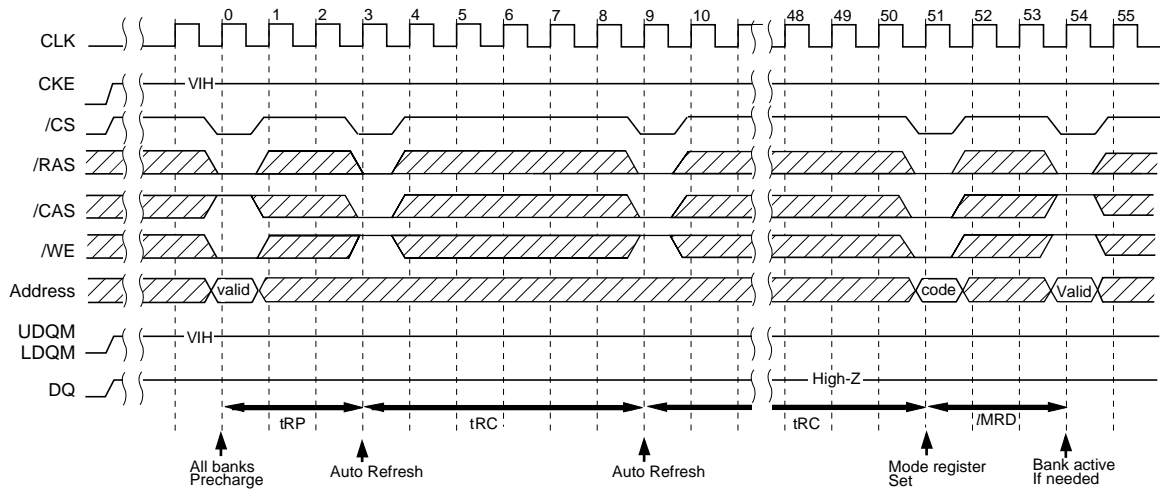 0 1 2 3 4 5 6 7 8 9 10 48 49 50 51 52 53 54 55
CLK
CKE VIH
/CS
/RAS
/CAS
/WE
Address valid code Valid
UDQM
LDQM VIH
DQ High-Z
tRP tRC tRC lMRD
All banks
Precharge
Auto Refresh
Auto Refresh
Mode register
Set
Bank active
If needed